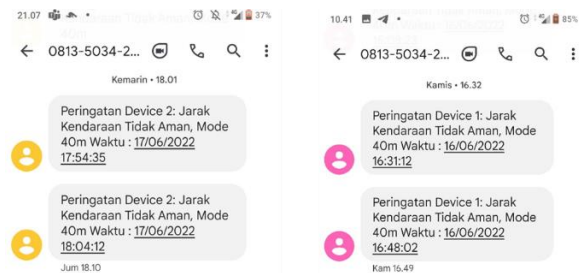 21.07
37%
0813-5034-2...
Kemarin • 18.01
Peringatan Device 2: Jarak
Kendaraan Tidak Aman, Mode
40m Waktu : 17/06/2022
17:54:35
Peringatan Device 2: Jarak
Kendaraan Tidak Aman, Mode
40m Waktu : 17/06/2022
18:04:12
Jum 18.10
10.41
85%
0813-5034-2...
Kamis • 16.32
Peringatan Device 1: Jarak
Kendaraan Tidak Aman, Mode
40m Waktu : 16/06/2022
16:31:12
Peringatan Device 1: Jarak
Kendaraan Tidak Aman, Mode
40m Waktu : 16/06/2022
16:48:02
Kam 16.49